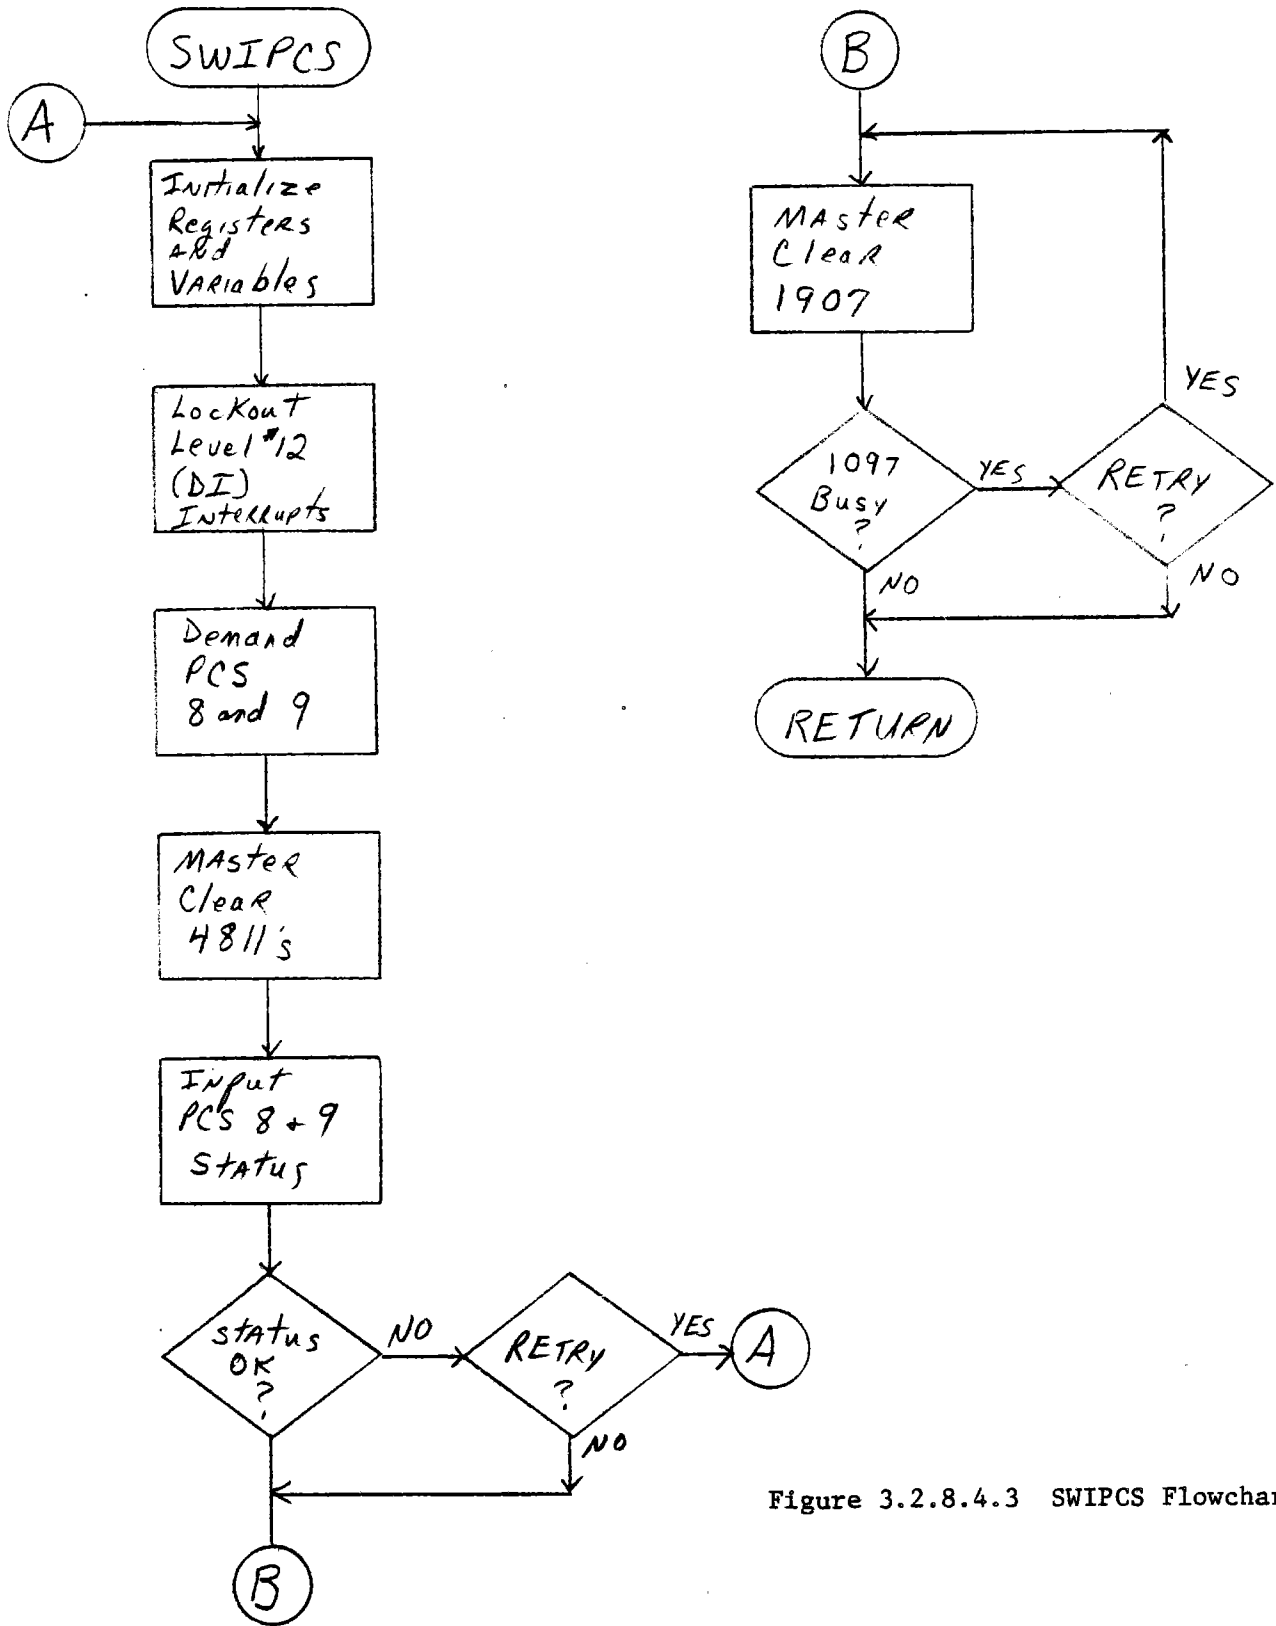 SWIPCS
A
Initialize
Registers
And
Variables
Lockout
Level #12
(DI)
Interrupts
Demand
PCS
8 and 9
Master
Clear
4811's
Input
PCS 8 + 9
Status
Status
OK
?
NO
RETRY
?
YES
A
NO
B
B
Master
Clear
1907
1097
Busy
?
YES
RETRY
?
YES
NO
NO
RETURN
Figure 3.2.8.4.3 SWIPCS Flowchar